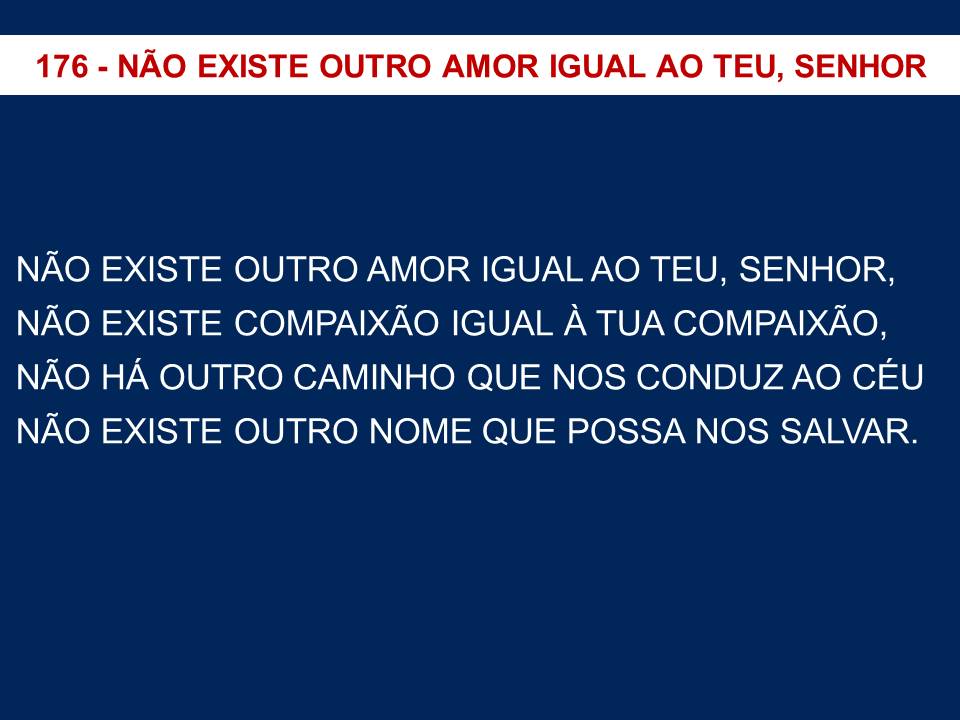 176 - NÃO EXISTE OUTRO AMOR IGUAL AO TEU, SENHOR
NÃO EXISTE OUTRO AMOR IGUAL AO TEU, SENHOR,
NÃO EXISTE COMPAIXÃO IGUAL À TUA COMPAIXÃO,
NÃO HÁ OUTRO CAMINHO QUE NOS CONDUZ AO CÉU
NÃO EXISTE OUTRO NOME QUE POSSA NOS SALVAR.